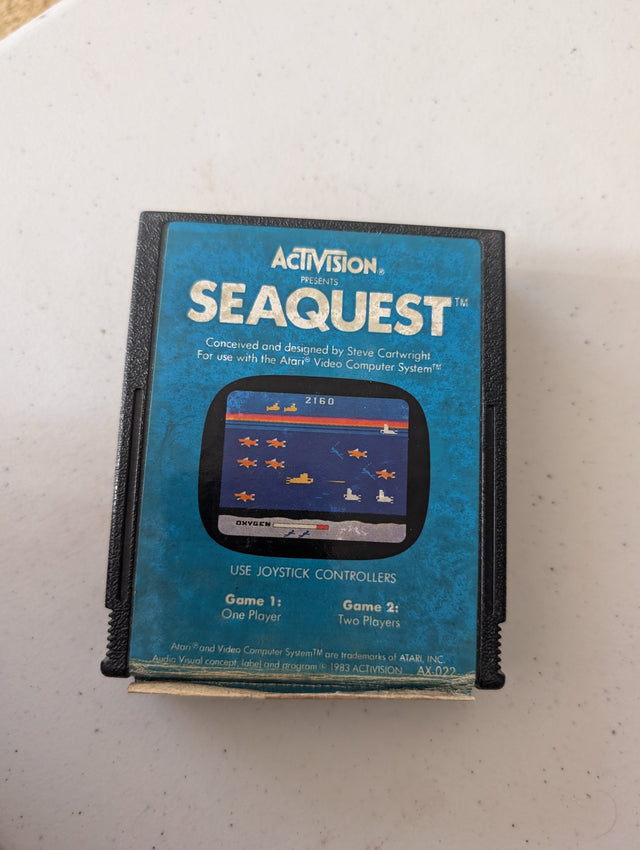 ACTIVISION®
PRESENTS
SEAQUEST™
Conceived and designed by Steve Cartwright
For use with the Atari® Video Computer System™
2160
OXYGEN
USE JOYSTICK CONTROLLERS
Game 1:
One Player
Game 2:
Two Players
Atari® and Video Computer System™ are trademarks of ATARI, INC.
Audio Visual concept, label and program © 1983 ACTIVISION AX-022